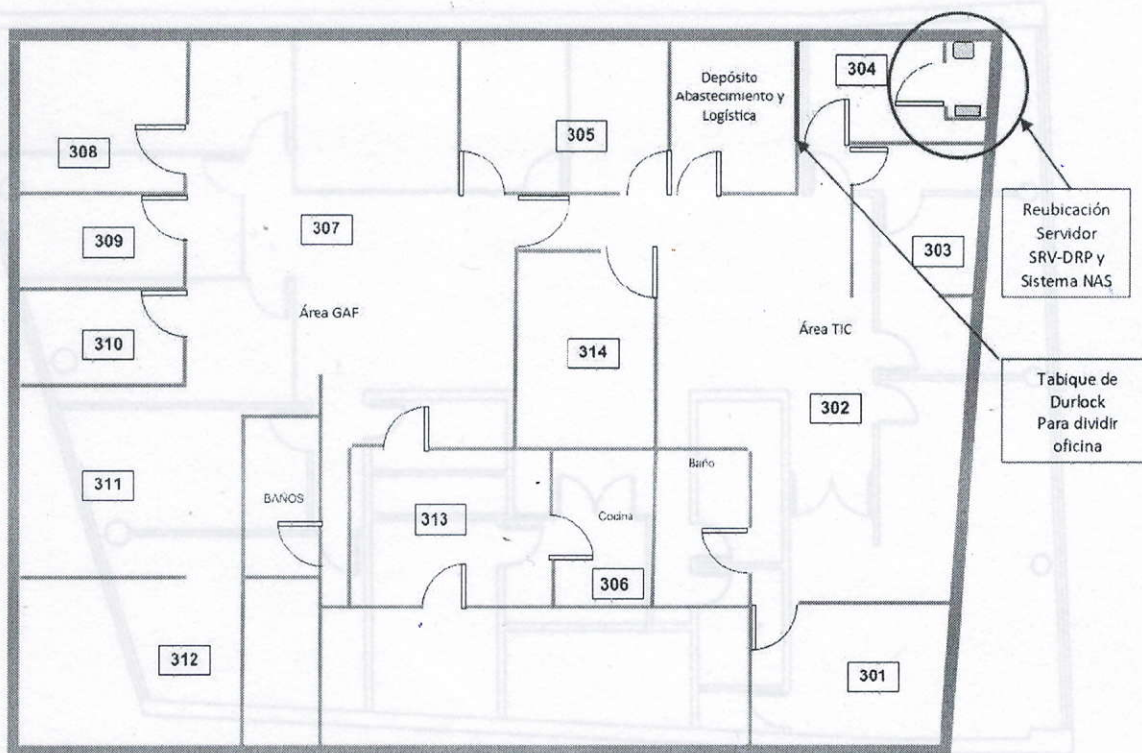 304
Depósito
Abastecimiento y
Logística
305
308
307
309
303
Reubicación
Servidor
SRV-DRP y
Sistema NAS
310
Área GAF
Área TIC
314
302
Tabique de
Durlock
Para dividir
oficina
311
BAÑOS
313
Cocina
Baño
306
312
301